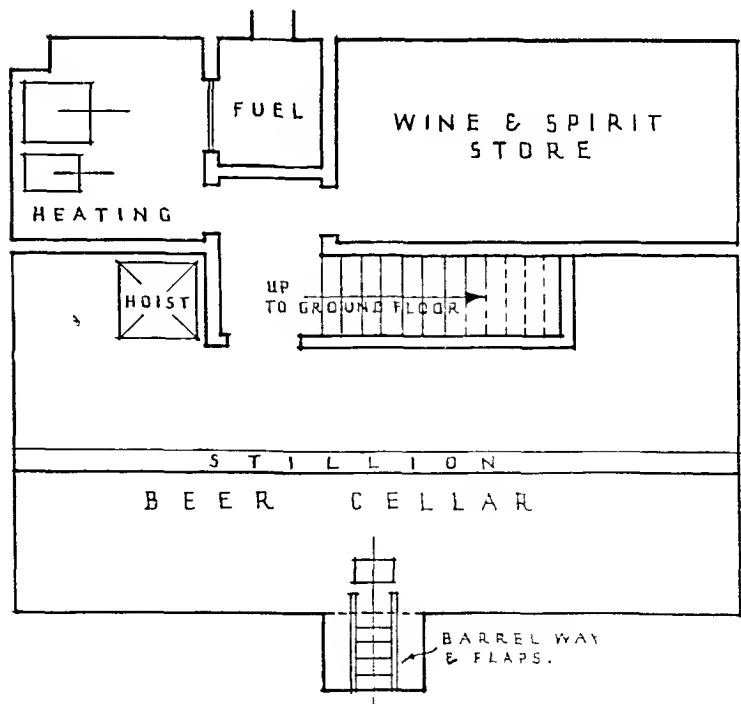 FUEL
WINE & SPIRIT
STORE
HEATING
HOIST
UP
TO GROUND FLOOR
STILLION
BEER CELLAR
BARREL WAY
& FLAPS.